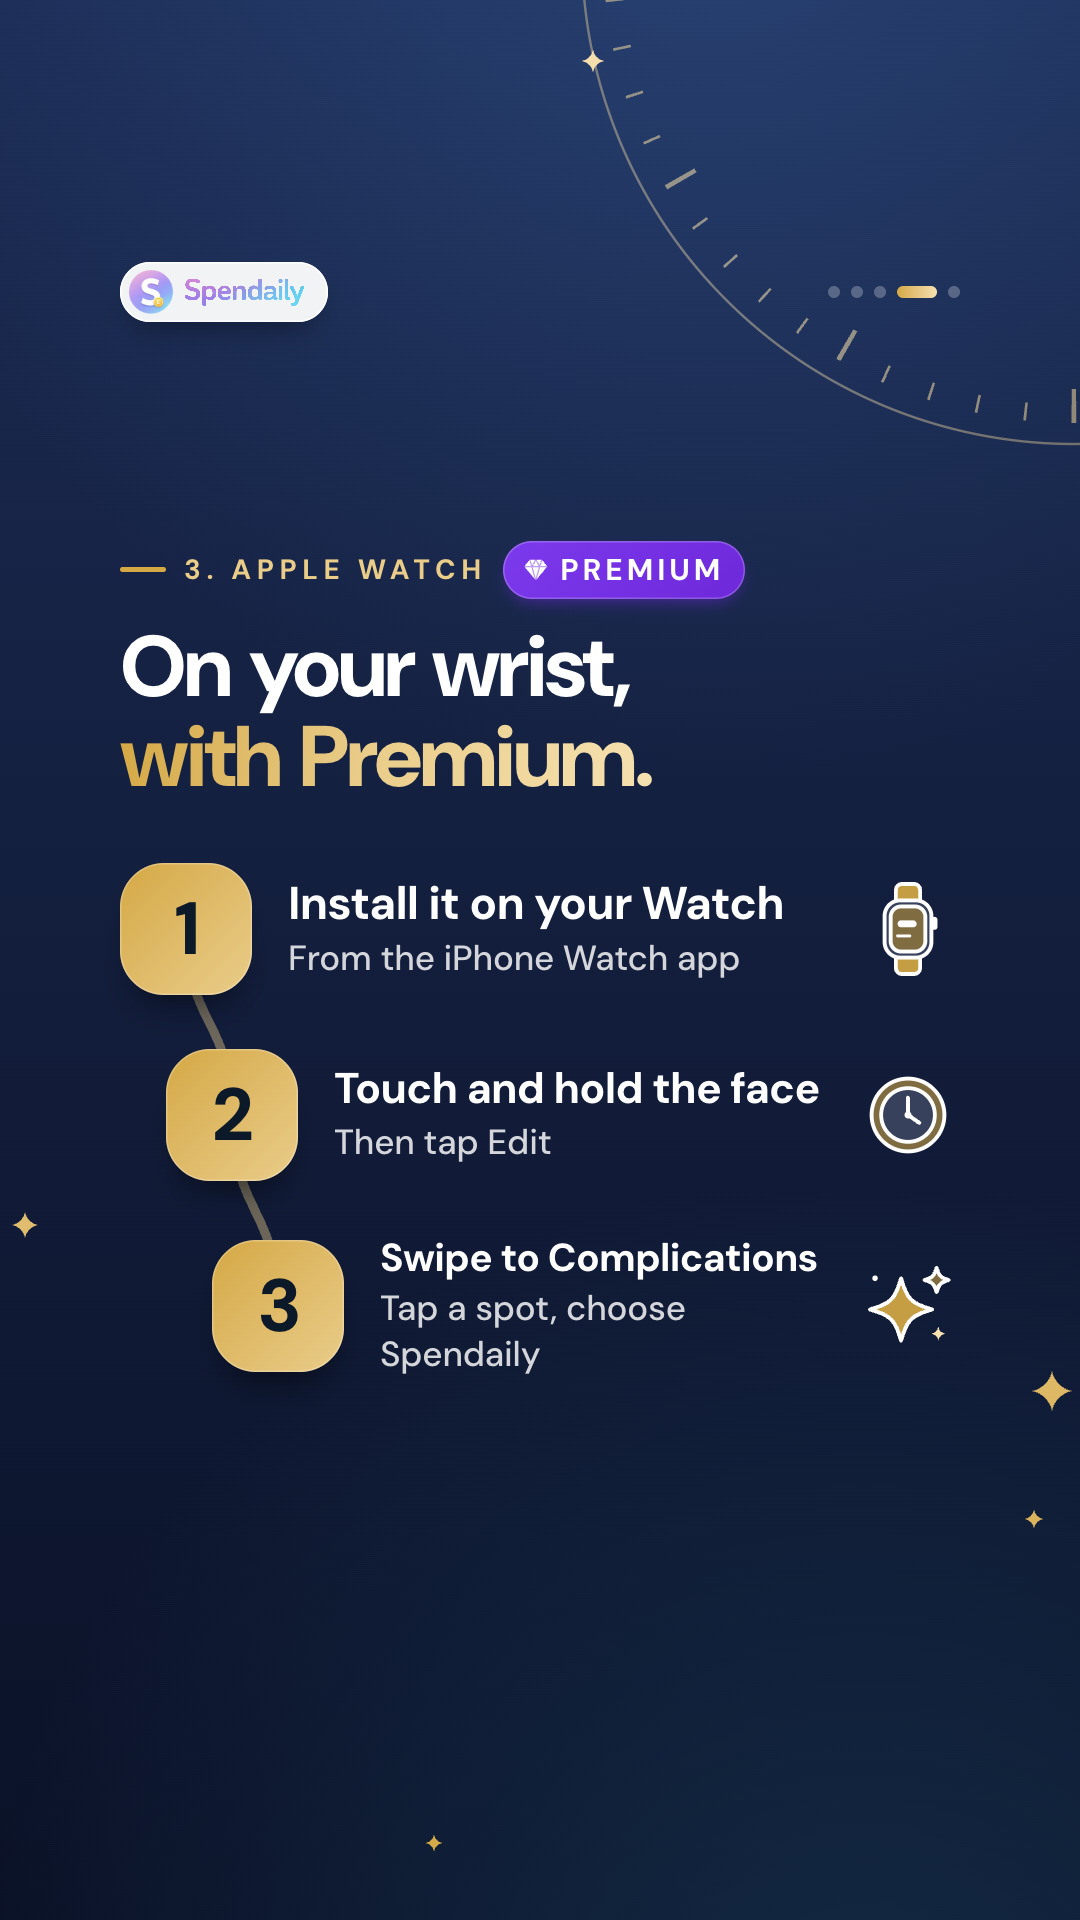 Spendaily
3. APPLE WATCH
PREMIUM
On your wrist,
with Premium.
1
Install it on your Watch
From the iPhone Watch app
2
Touch and hold the face
Then tap Edit
3
Swipe to Complications
Tap a spot, choose
Spendaily